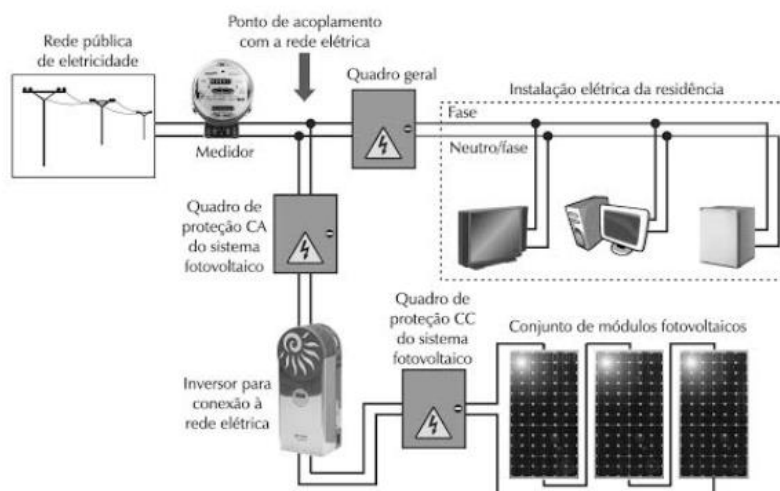 Rede pública
de eletricidade
Ponto de acoplamento
com a rede elétrica
Medidor
Quadro geral
Instalação elétrica da residência
Fase
Neutro/fase
Quadro de
proteção CA
do sistema
fotovoltaico
Inversor para
conexão à
rede elétrica
Quadro de
proteção CC
do sistema
fotovoltaico
Conjunto de módulos fotovoltaicos